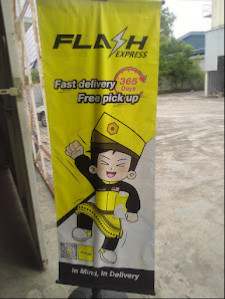 FLASH
EXPRESS
Fast delivery
365
Days
Free pick up
In Mind, In Delivery